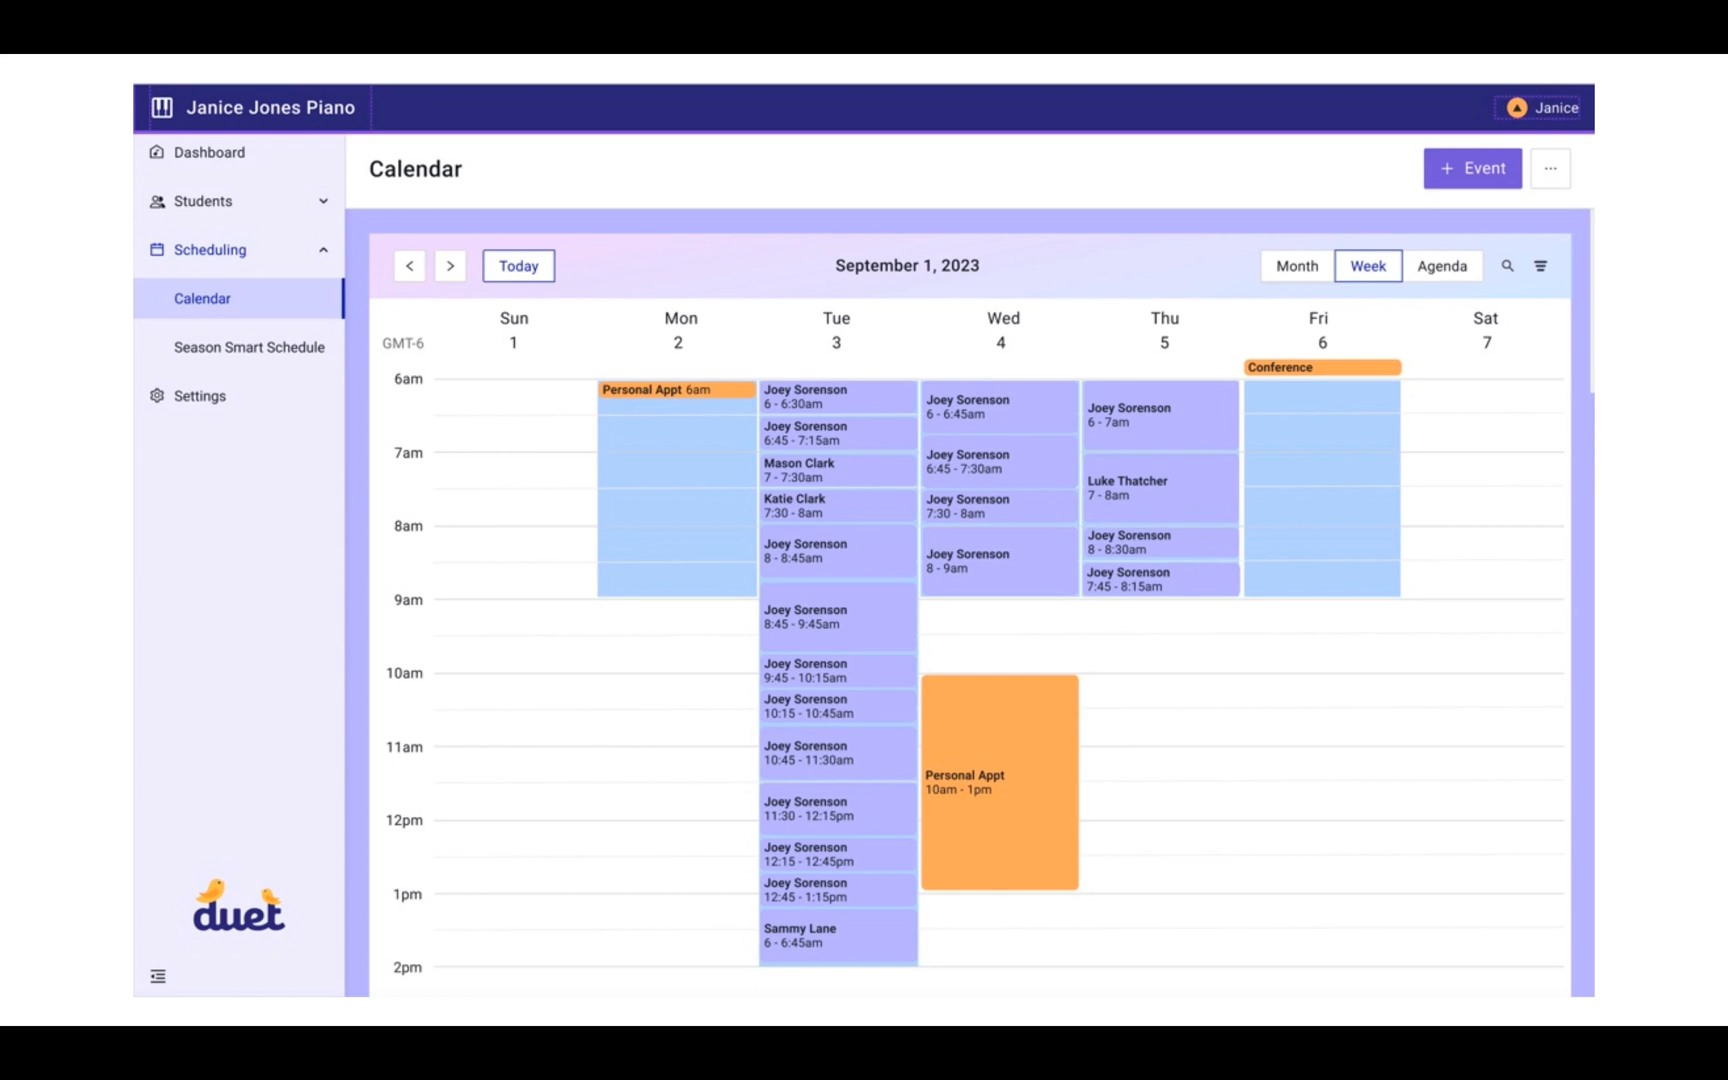 Janice Jones Piano
Janice
Dashboard
Students
Scheduling
Calendar
Season Smart Schedule
Settings
duet
Calendar
+ Event
...
< > Today
September 1, 2023
Month Week Agenda
Sun Mon Tue Wed Thu Fri Sat
GMT-6 1 2 3 4 5 6 7
Conference
6am
7am
8am
9am
10am
11am
12pm
1pm
2pm
Personal Appt 6am
Joey Sorenson
6 - 6:30am
Joey Sorenson
6:45 - 7:15am
Mason Clark
7 - 7:30am
Katie Clark
7:30 - 8am
Joey Sorenson
8 - 8:45am
Joey Sorenson
8:45 - 9:45am
Joey Sorenson
9:45 - 10:15am
Joey Sorenson
10:15 - 10:45am
Joey Sorenson
10:45 - 11:30am
Joey Sorenson
11:30 - 12:15pm
Joey Sorenson
12:15 - 12:45pm
Joey Sorenson
12:45 - 1:15pm
Sammy Lane
6 - 6:45am
Joey Sorenson
6 - 6:45am
Joey Sorenson
6:45 - 7:30am
Joey Sorenson
7:30 - 8am
Joey Sorenson
8 - 9am
Personal Appt
10am - 1pm
Joey Sorenson
6 - 7am
Luke Thatcher
7 - 8am
Joey Sorenson
8 - 8:30am
Joey Sorenson
7:45 - 8:15am